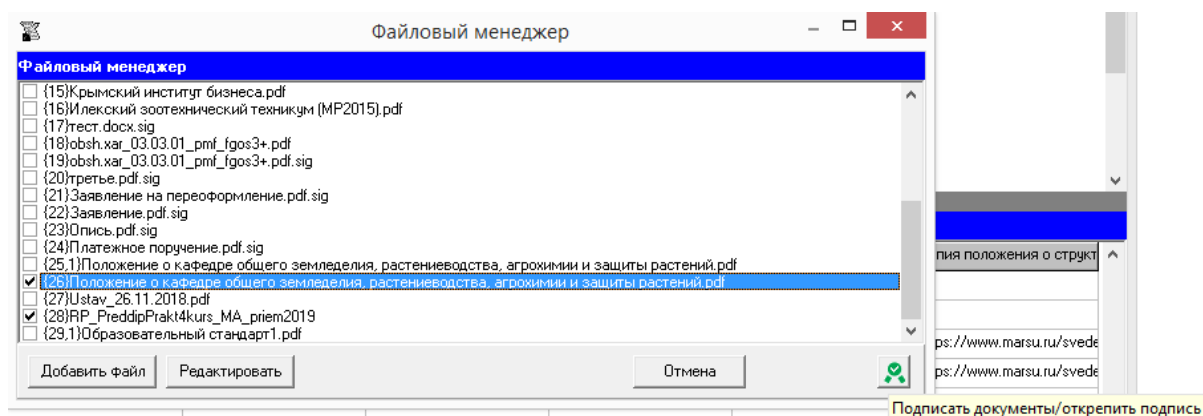 Файловый менеджер
Файловый менеджер
{15}Крымский институт бизнеса.pdf
{16}Илекский зоотехнический техникум (МР2015).pdf
{17}тест.docx.sig
{18}obsh.xar_03.03.01_pmf_fgos3+.pdf
{19}obsh.xar_03.03.01_pmf_fgos3+.pdf.sig
{20}третье.pdf.sig
{21}Заявление на переоформление.pdf.sig
{22}Заявление.pdf.sig
{23}Опись.pdf.sig
{24}Платежное поручение.pdf.sig
{25,1}Положение о кафедре общего земледелия, растениеводства, агрохимии и защиты растений.pdf
{26}Положение о кафедре общего земледелия, растениеводства, агрохимии и защиты растений.pdf
{27}Ustav_26.11.2018.pdf
{28}RP_PreddipPrakt4kurs_MA_priem2019
{29,1}Образовательный стандарт1.pdf
Добавить файл Редактировать Отмена
пия положения о структ
ps://www.marsu.ru/svede
ps://www.marsu.ru/svede
Подписать документы/открепить подпись